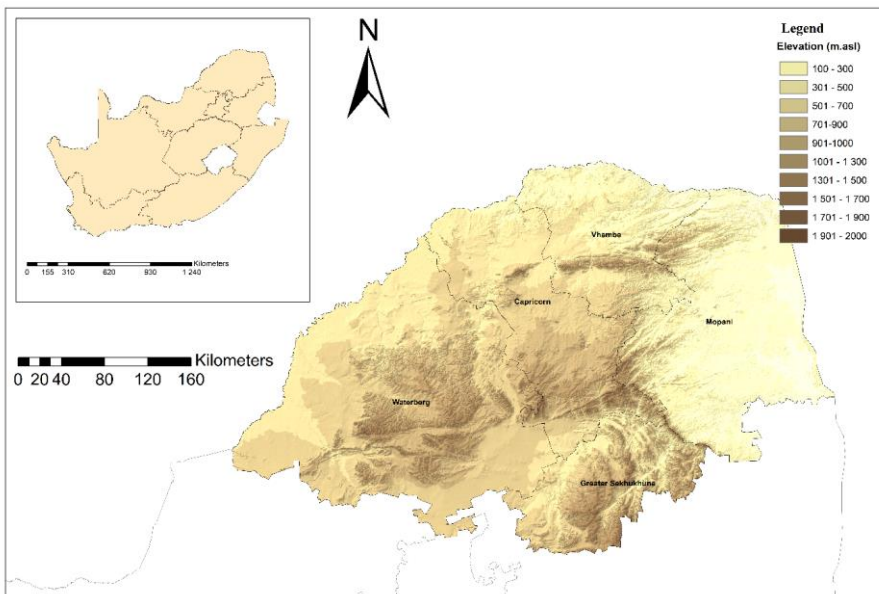 N
Legend
Elevation (m.asl)
100 - 300
301 - 500
501 - 700
701-900
901-1000
1001 - 1 300
1301 - 1 500
1 501 - 1 700
1 701 - 1 900
1 901 - 2000
Kilometers
0 155 310 620 930 1 240
Kilometers
0 20 40 80 120 160
Vhembe
Capricorn
Mopani
Waterberg
Greater Sekhukhune